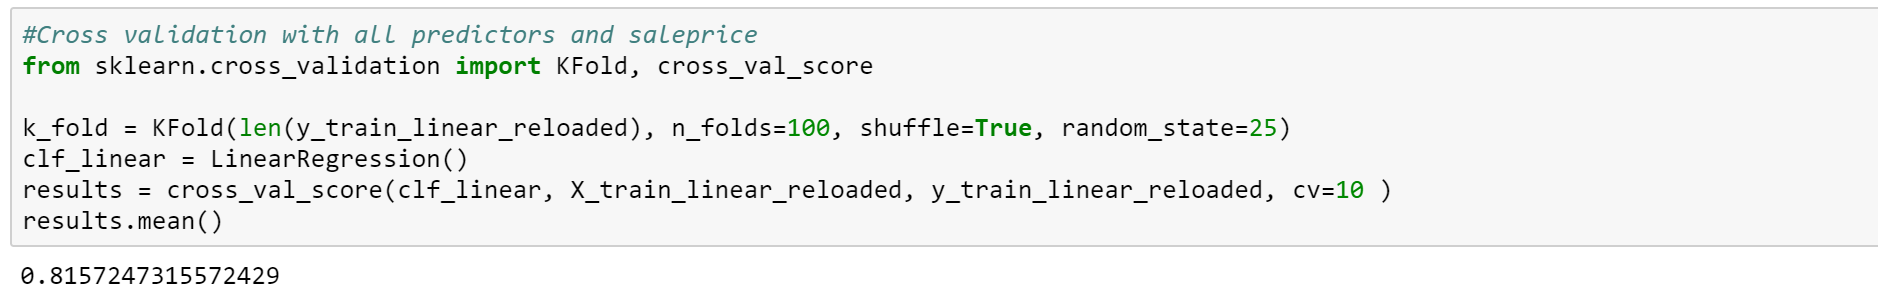 #Cross validation with all predictors and saleprice
from sklearn.cross_validation import KFold, cross_val_score
k_fold = KFold(len(y_train_linear_reloaded), n_folds=100, shuffle=True, random_state=25)
clf_linear = LinearRegression()
results = cross_val_score(clf_linear, X_train_linear_reloaded, y_train_linear_reloaded, cv=10 )
results.mean()
0.8157247315572429